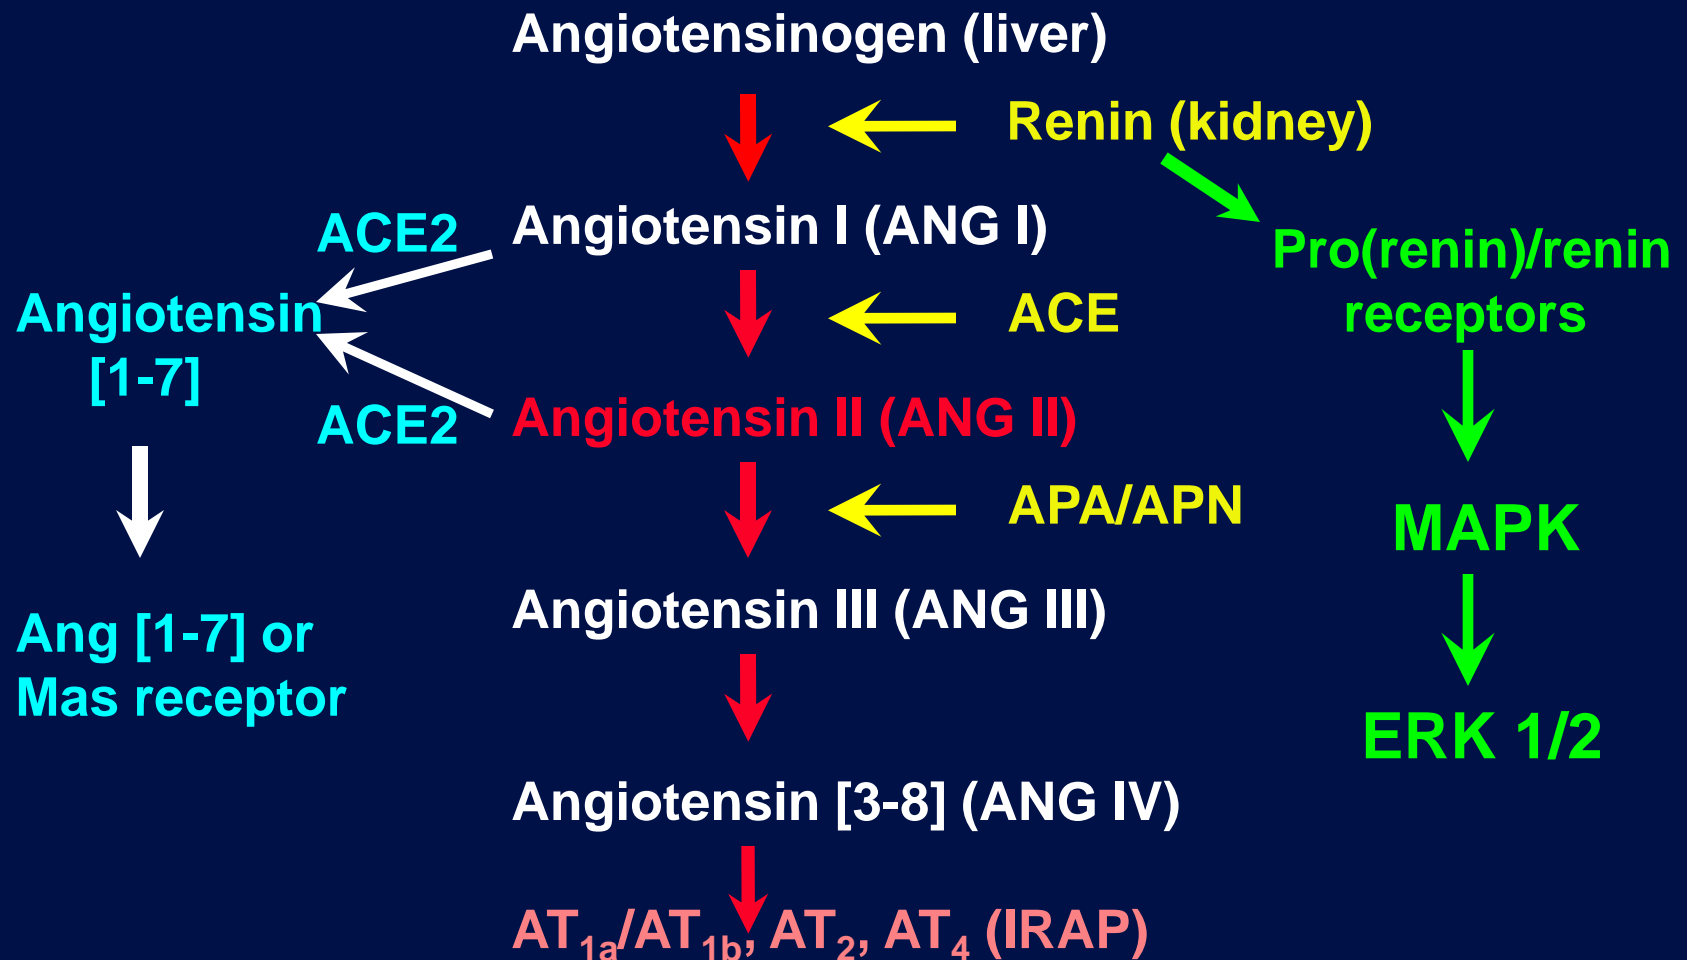 Angiotensinogen (liver)
Renin (kidney)
ACE2
Angiotensin I (ANG I)
Pro(renin)/renin
receptors
Angiotensin
[1-7]
ACE
ACE2
Angiotensin II (ANG II)
APA/APN
MAPK
Angiotensin III (ANG III)
Ang [1-7] or
Mas receptor
ERK 1/2
Angiotensin [3-8] (ANG IV)
AT1a/AT1b, AT2, AT4 (IRAP)